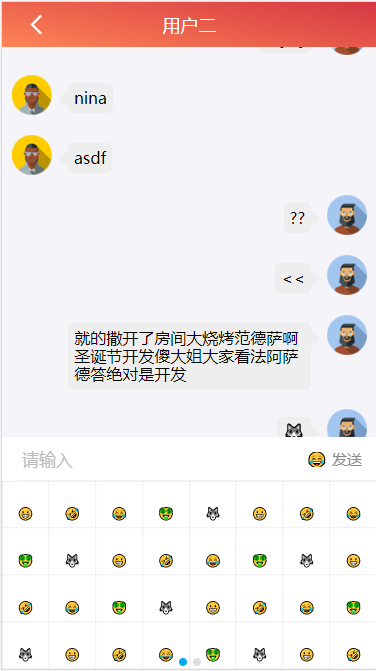 用户二
nina
asdf
??
< <
就的撒开了房间大烧烤范德萨啊
圣诞节开发傻大姐大家看法阿萨
德答绝对是开发
请输入
发送